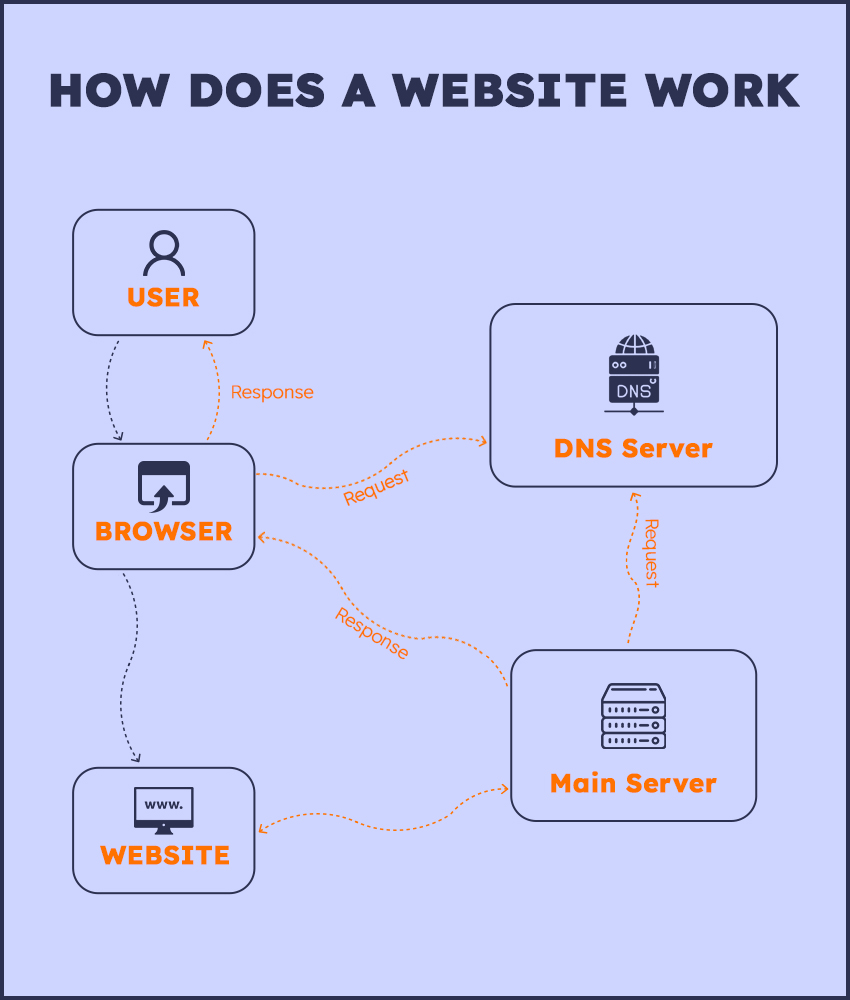 HOW DOES A WEBSITE WORK
USER
Response
DNS
DNS Server
BROWSER
Request
Request
Response
Main Server
www.
WEBSITE